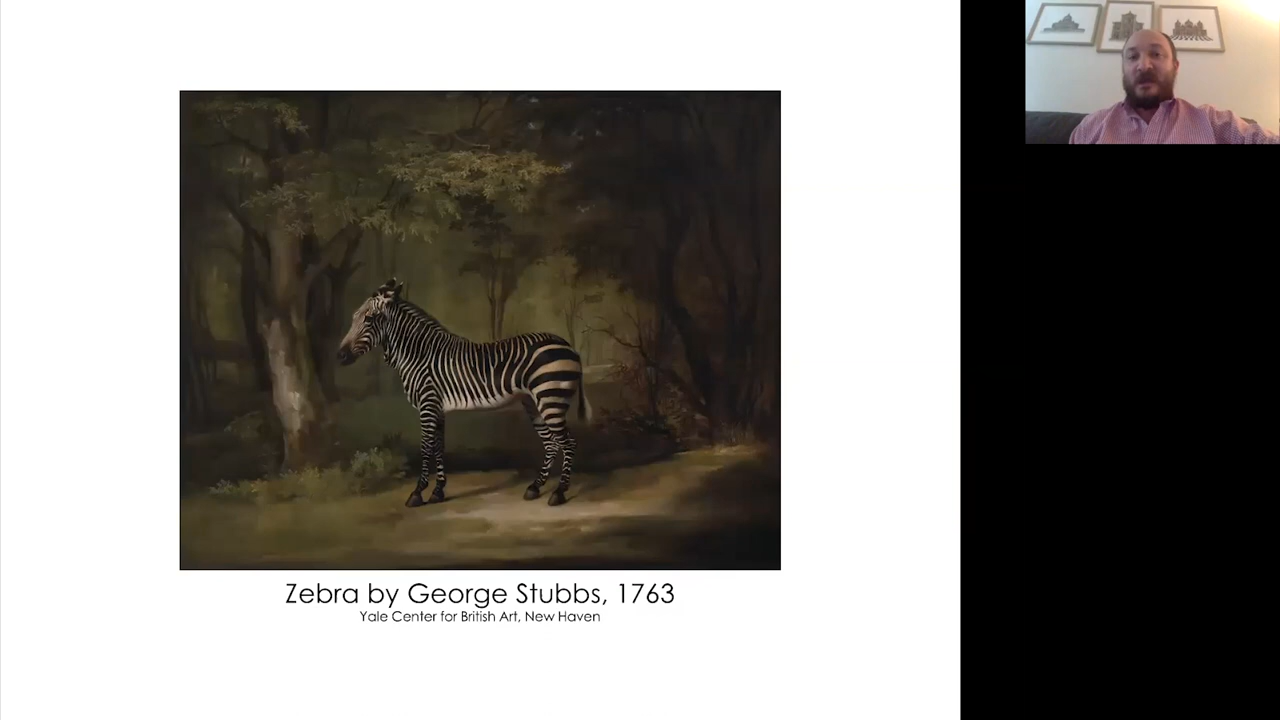 Zebra by George Stubbs, 1763
Yale Center for British Art, New Haven